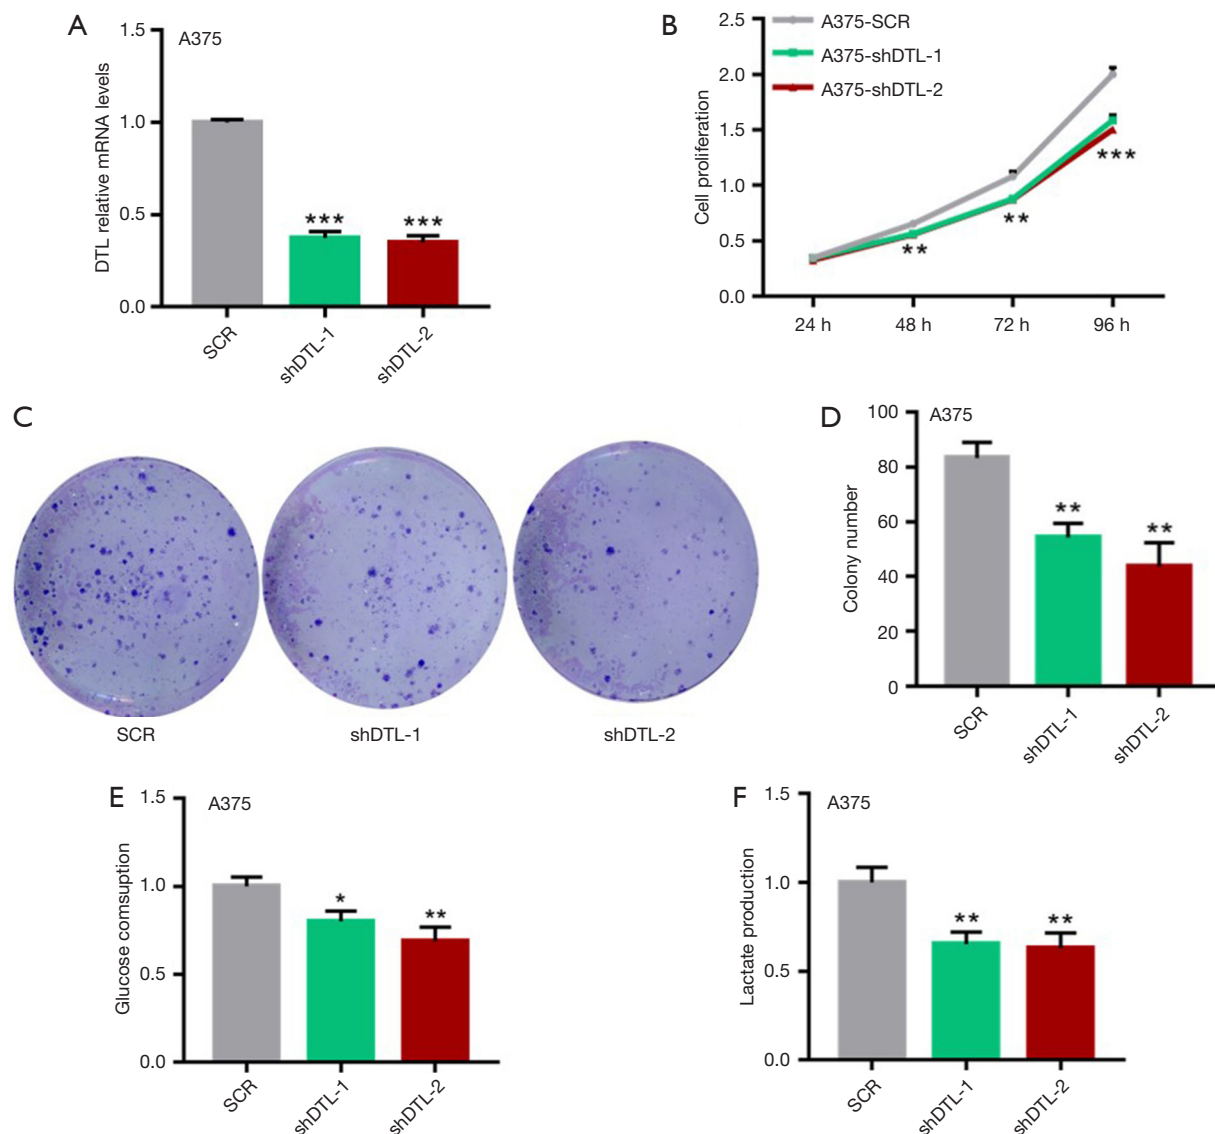 A
A375
DTL relative mRNA levels
1.5
1.0
0.5
0.0
***
***
SCR
shDTL-1
shDTL-2
B
A375-SCR
A375-shDTL-1
A375-shDTL-2
Cell proliferation
2.5
2.0
1.5
1.0
0.5
0.0
**
**
***
24 h
48 h
72 h
96 h
C
SCR
shDTL-1
shDTL-2
D
A375
Colony number
100
80
60
40
20
0
**
**
SCR
shDTL-1
shDTL-2
E
A375
Glucose comsuption
1.5
1.0
0.5
0.0
*
**
SCR
shDTL-1
shDTL-2
F
A375
Lactate production
1.5
1.0
0.5
0.0
**
**
SCR
shDTL-1
shDTL-2